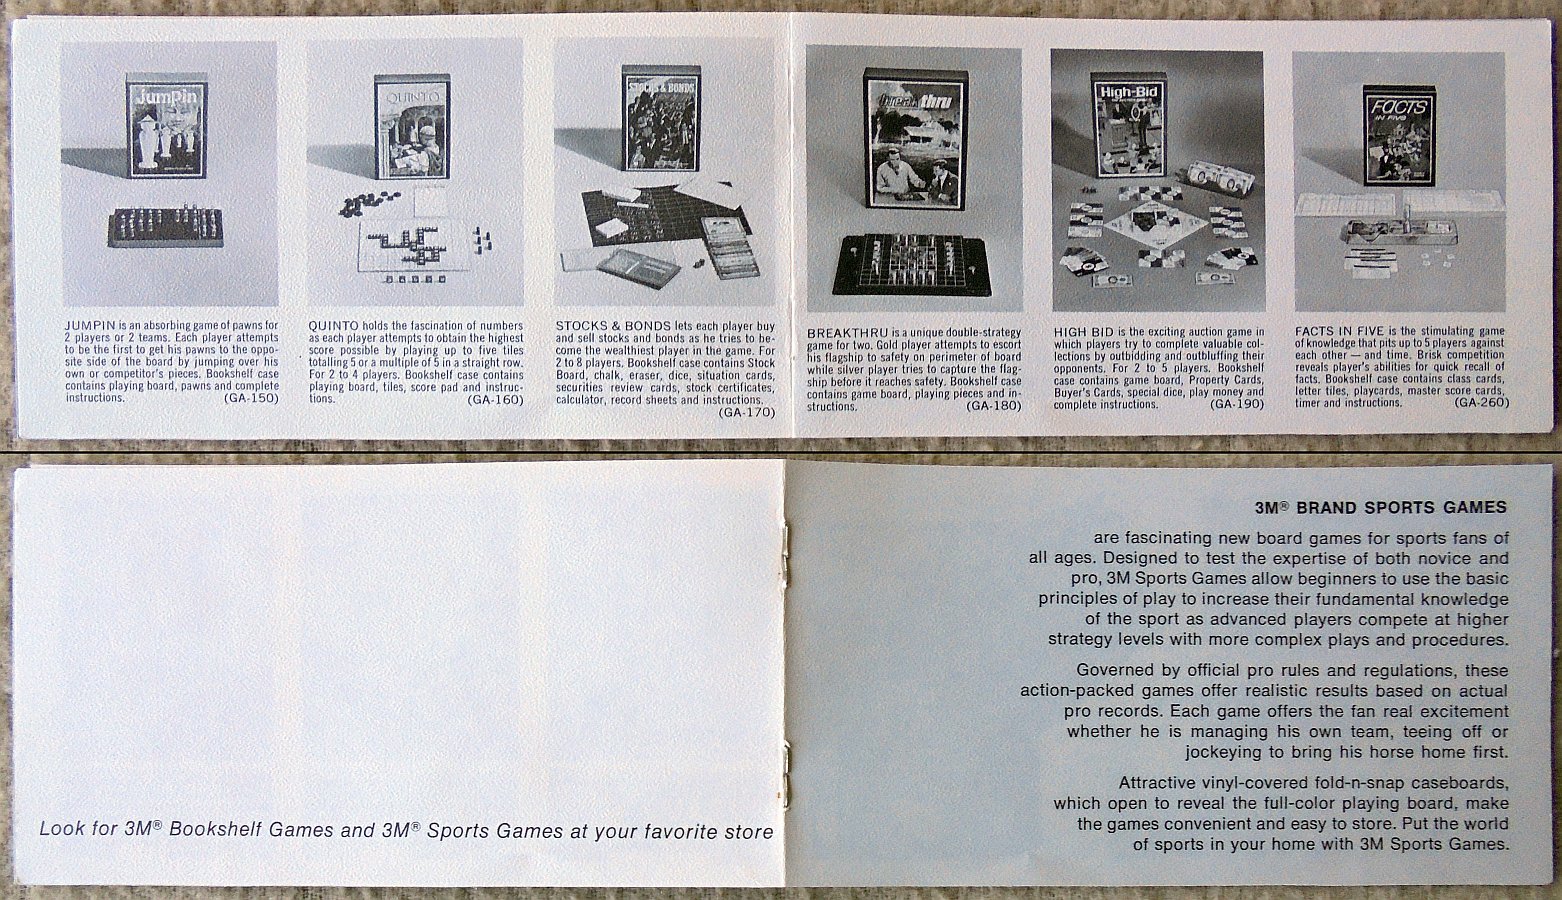 Jumpin
QUINTO
STOCKS & BONDS
break thru
High-Bid
FACTS
IN FIVE
JUMPIN is an absorbing game of pawns for
2 players or 2 teams. Each player attempts
to be the first to get his pawns to the oppo-
site side of the board by jumping over his
own or competitor's pieces. Bookshelf case
contains playing board, pawns and complete
instructions. (GA-150)
QUINTO holds the fascination of numbers
as each player attempts to obtain the highest
score possible by playing up to five tiles
totalling 5 or a multiple of 5 in a straight row.
For 2 to 4 players. Bookshelf case contains
playing board, tiles, score pad and instruc-
tions. (GA-160)
STOCKS & BONDS lets each player buy
and sell stocks and bonds as he tries to be-
come the wealthiest player in the game. For
2 to 8 players. Bookshelf case contains Stock
Board, chalk, eraser, dice, situation cards,
securities review cards, stock certificates,
calculator, record sheets and instructions.
(GA-170)
BREAKTHRU is a unique double-strategy
game for two. Gold player attempts to escort
his flagship to safety on perimeter of board
while silver player tries to capture the flag-
ship before it reaches safety. Bookshelf case
contains game board, playing pieces and in-
structions. (GA-180)
HIGH BID is the exciting auction game in
which players try to complete valuable col-
lections by outbidding and outbluffing their
opponents. For 2 to 5 players. Bookshelf
case contains game board, Property Cards,
Buyer's Cards, special dice, play money and
complete instructions. (GA-190)
FACTS IN FIVE is the stimulating game
of knowledge that pits up to 5 players against
each other — and time. Brisk competition
reveals player's abilities for quick recall of
facts. Bookshelf case contains class cards,
letter tiles, playcards, master score cards,
timer and instructions. (GA-260)
Look for 3M® Bookshelf Games and 3M® Sports Games at your favorite store
3M® BRAND SPORTS GAMES
are fascinating new board games for sports fans of
all ages. Designed to test the expertise of both novice and
pro, 3M Sports Games allow beginners to use the basic
principles of play to increase their fundamental knowledge
of the sport as advanced players compete at higher
strategy levels with more complex plays and procedures.
Governed by official pro rules and regulations, these
action-packed games offer realistic results based on actual
pro records. Each game offers the fan real excitement
whether he is managing his own team, teeing off or
jockeying to bring his horse home first.
Attractive vinyl-covered fold-n-snap caseboards,
which open to reveal the full-color playing board, make
the games convenient and easy to store. Put the world
of sports in your home with 3M Sports Games.